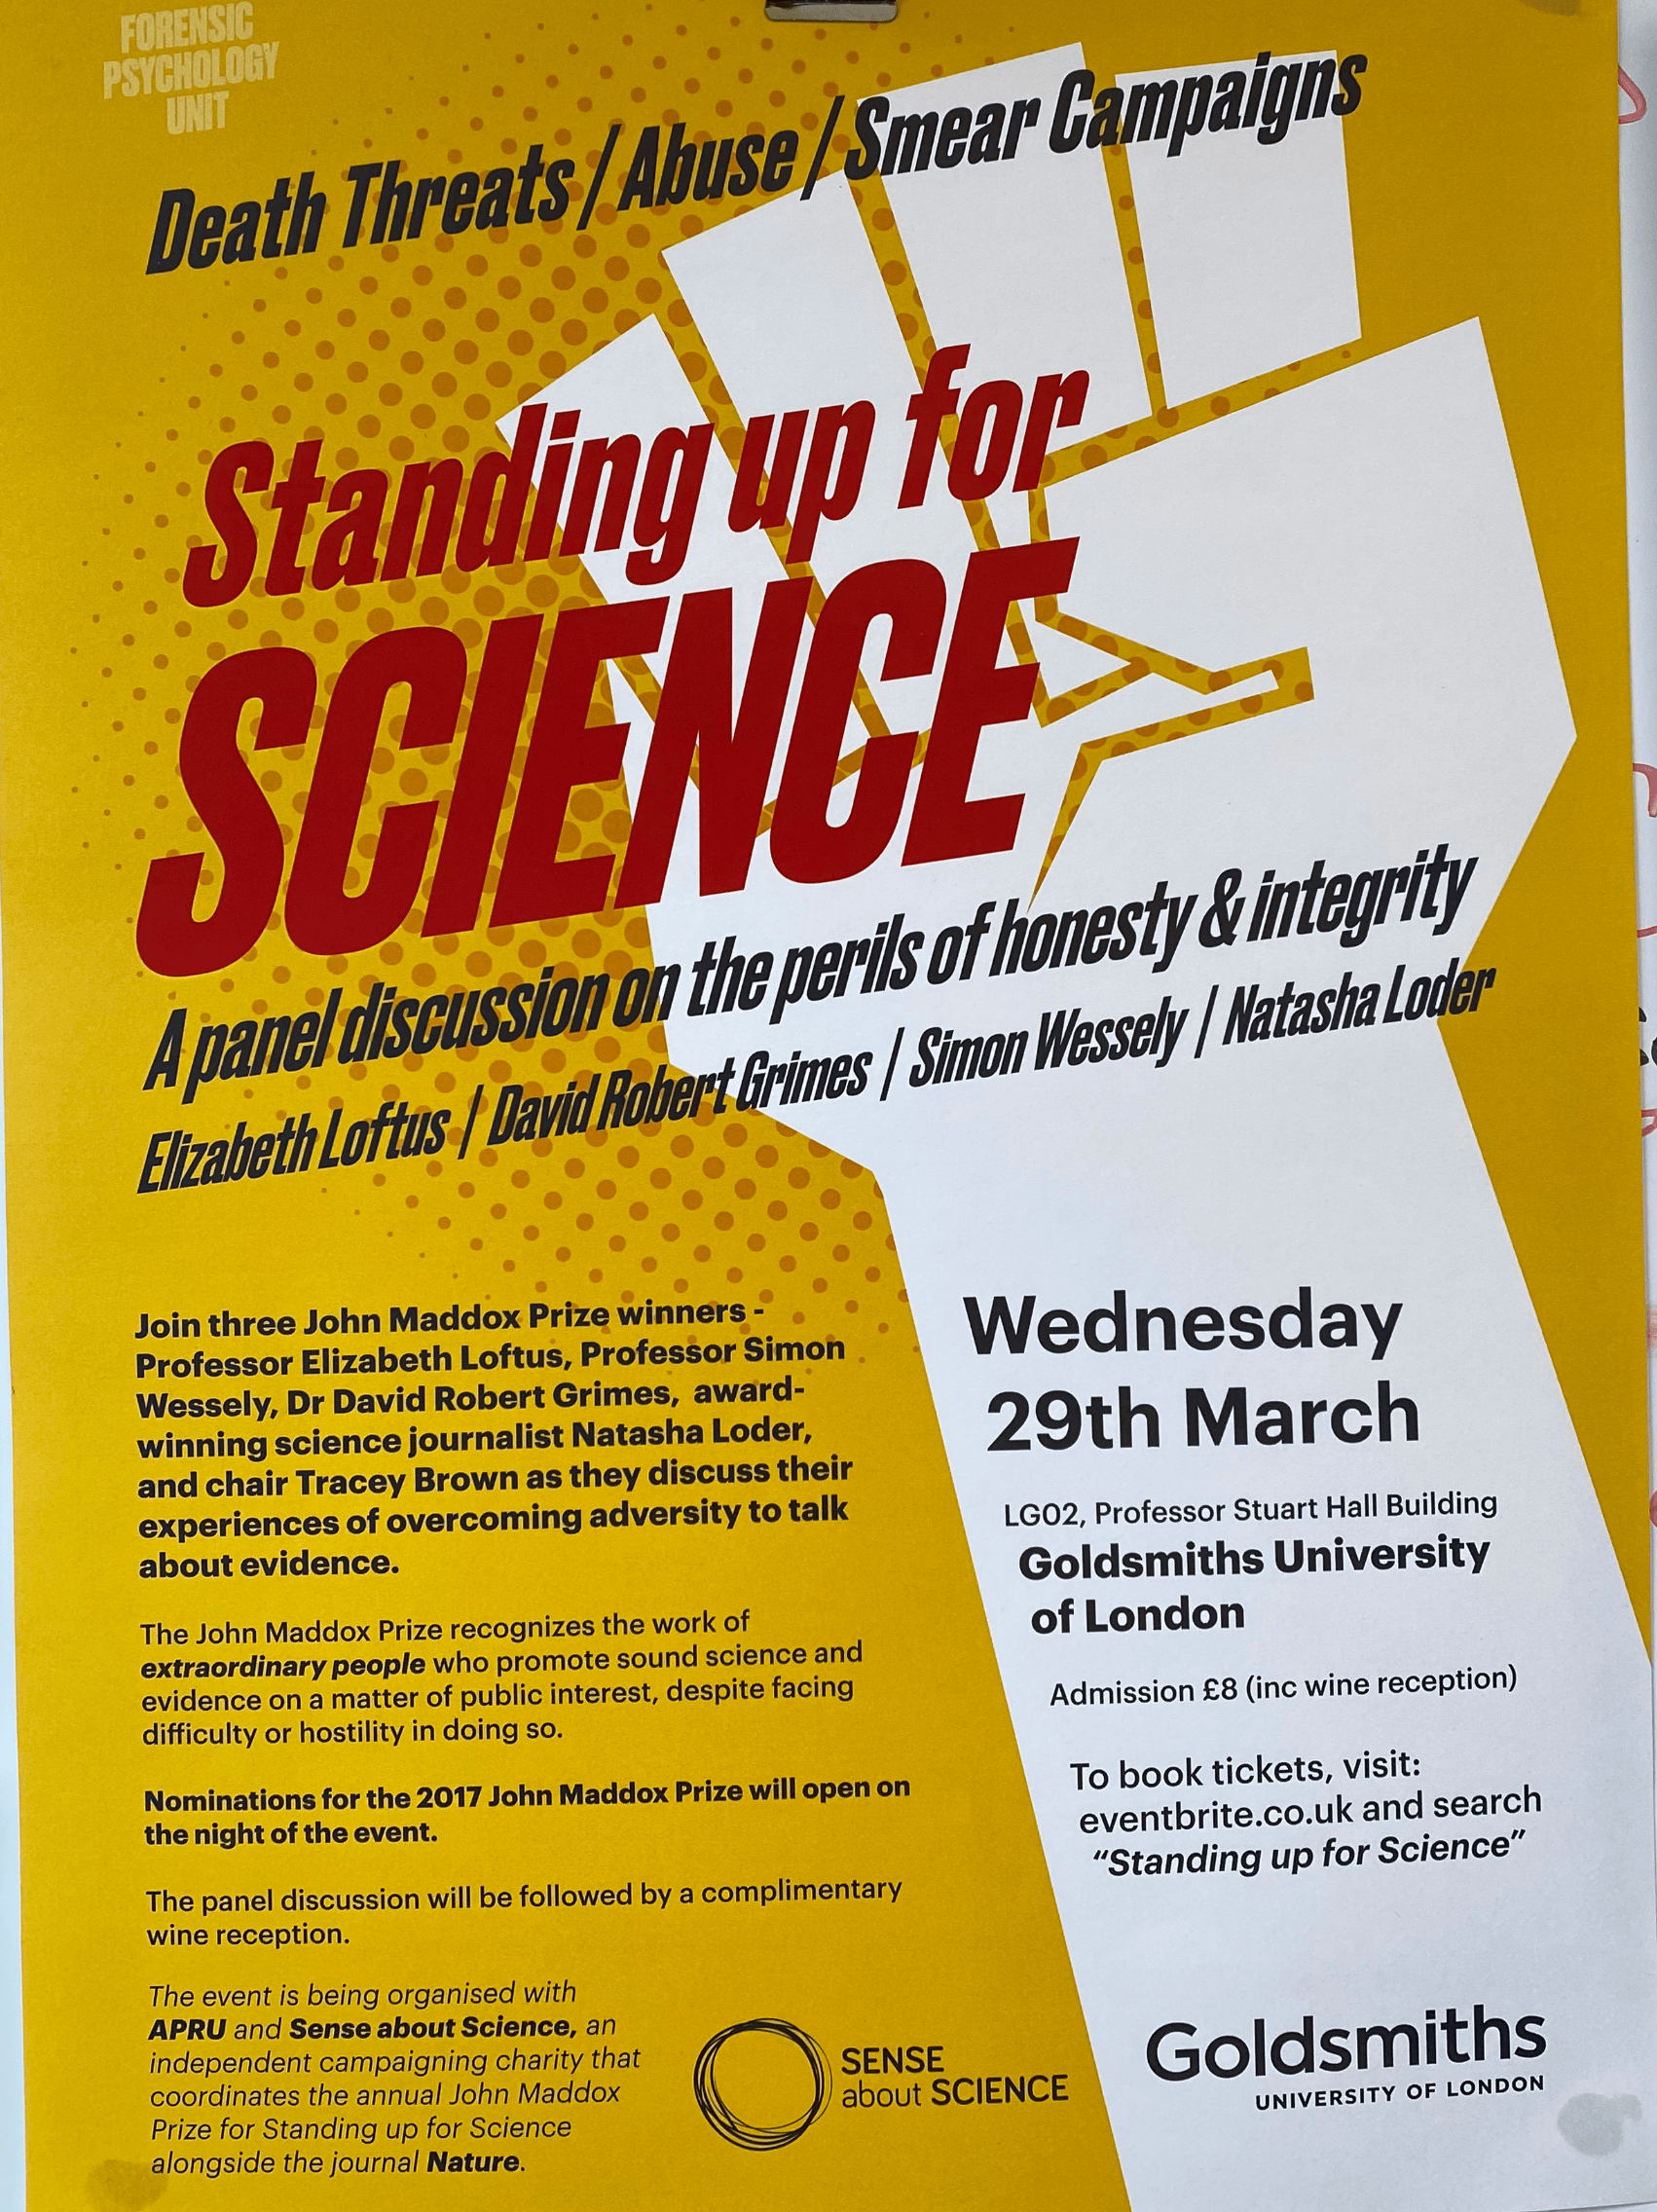 FORENSIC
PSYCHOLOGY
UNIT
Death Threats / Abuse / Smear Campaigns
Standing up for
SCIENCE
A panel discussion on the perils of honesty & integrity
Elizabeth Loftus | David Robert Grimes | Simon Wessely | Natasha Loder
Join three John Maddox Prize winners -
Professor Elizabeth Loftus, Professor Simon
Wessely, Dr David Robert Grimes, award-
winning science journalist Natasha Loder,
and chair Tracey Brown as they discuss their
experiences of overcoming adversity to talk
about evidence.
The John Maddox Prize recognizes the work of
extraordinary people who promote sound science and
evidence on a matter of public interest, despite facing
difficulty or hostility in doing so.
Nominations for the 2017 John Maddox Prize will open on
the night of the event.
The panel discussion will be followed by a complimentary
wine reception.
The event is being organised with
APRU and Sense about Science, an
independent campaigning charity that
coordinates the annual John Maddox
Prize for Standing up for Science
alongside the journal Nature.
SENSE
about SCIENCE
Wednesday
29th March
LG02, Professor Stuart Hall Building
Goldsmiths University
of London
Admission £8 (inc wine reception)
To book tickets, visit:
eventbrite.co.uk and search
“Standing up for Science”
Goldsmiths
UNIVERSITY OF LONDON